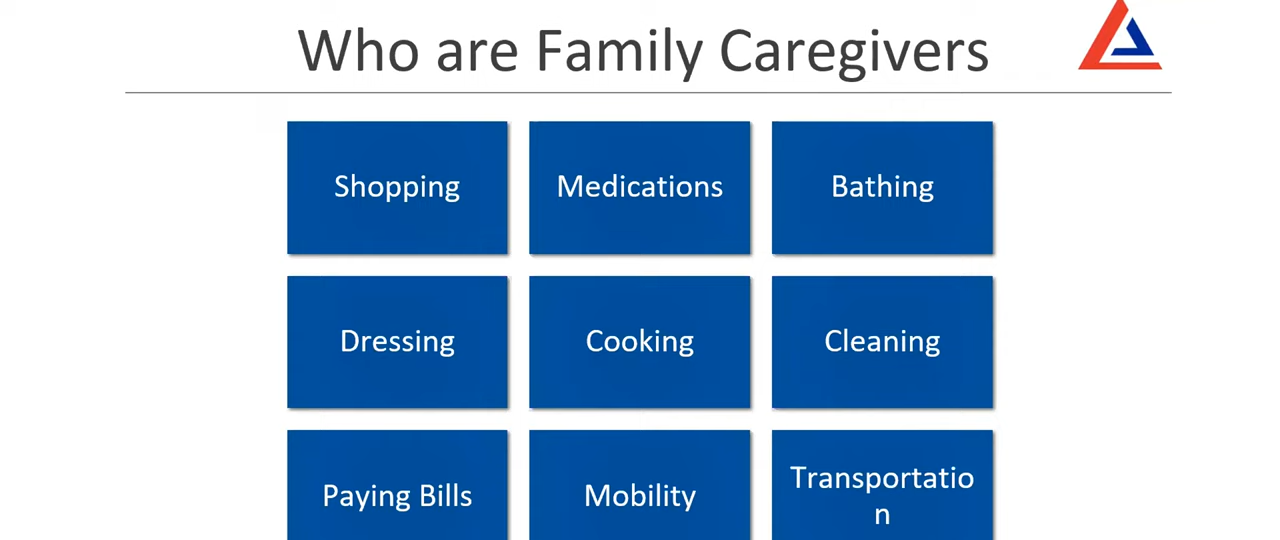 Who are Family Caregivers
Shopping
Medications
Bathing
Dressing
Cooking
Cleaning
Paying Bills
Mobility
Transportatio
n